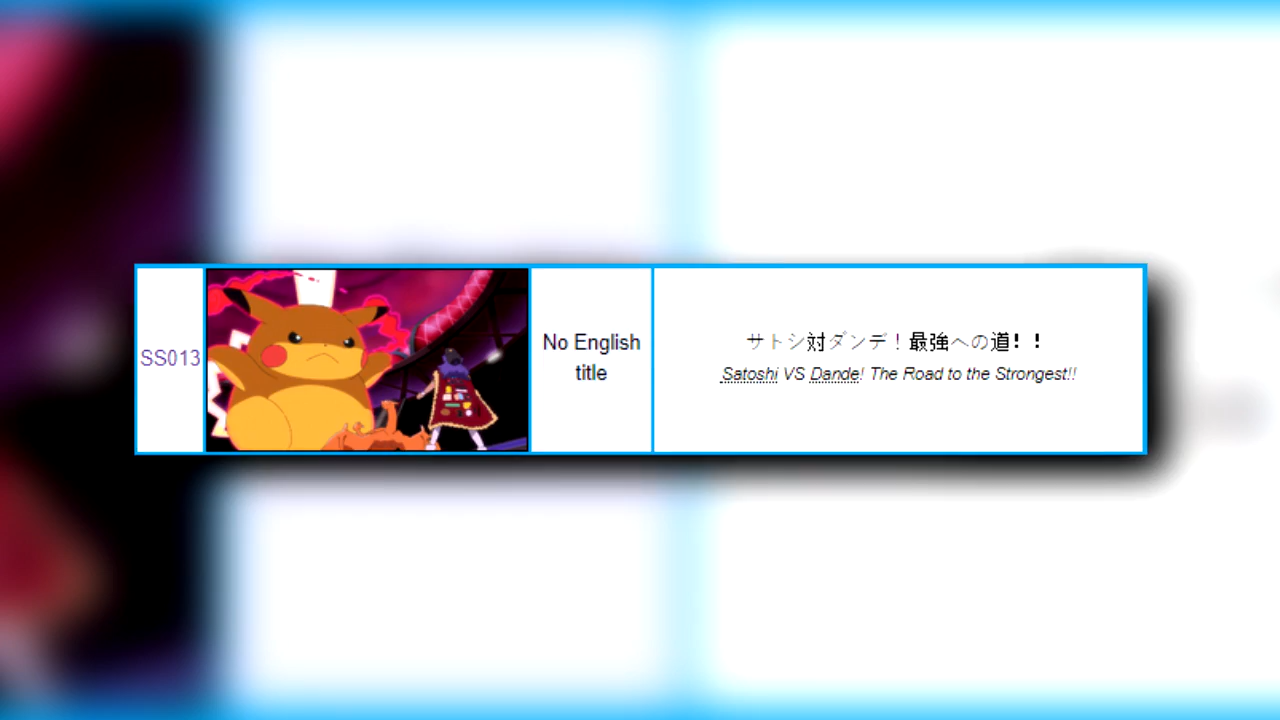 SS013
No English
title
サトシ対ダンデ！最強への道！！
Satoshi VS Dande! The Road to the Strongest!!